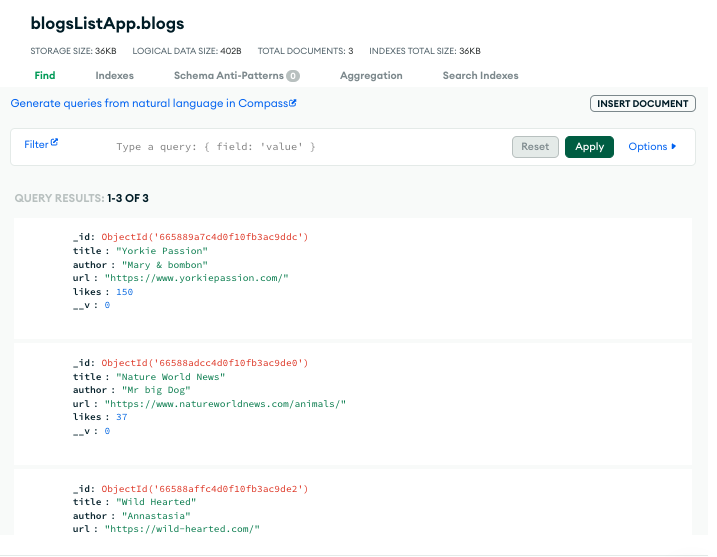 blogsListApp.blogs
STORAGE SIZE: 36KB LOGICAL DATA SIZE: 402B TOTAL DOCUMENTS: 3 INDEXES TOTAL SIZE: 36KB
Find Indexes Schema Anti-Patterns 0 Aggregation Search Indexes
Generate queries from natural language in Compass
INSERT DOCUMENT
Filter Type a query: { field: 'value' } Reset Apply Options
QUERY RESULTS: 1-3 OF 3
_id: ObjectId('665889a7c4d0f10fb3ac9ddc')
title: "Yorkie Passion"
author: "Mary & bombon"
url: "https://www.yorkiepassion.com/"
likes: 150
__v: 0
_id: ObjectId('66588adcc4d0f10fb3ac9de0')
title: "Nature World News"
author: "Mr big Dog"
url: "https://www.natureworldnews.com/animals/"
likes: 37
__v: 0
_id: ObjectId('66588affc4d0f10fb3ac9de2')
title: "Wild Hearted"
author: "Annastasia"
url: "https://wild-hearted.com/"